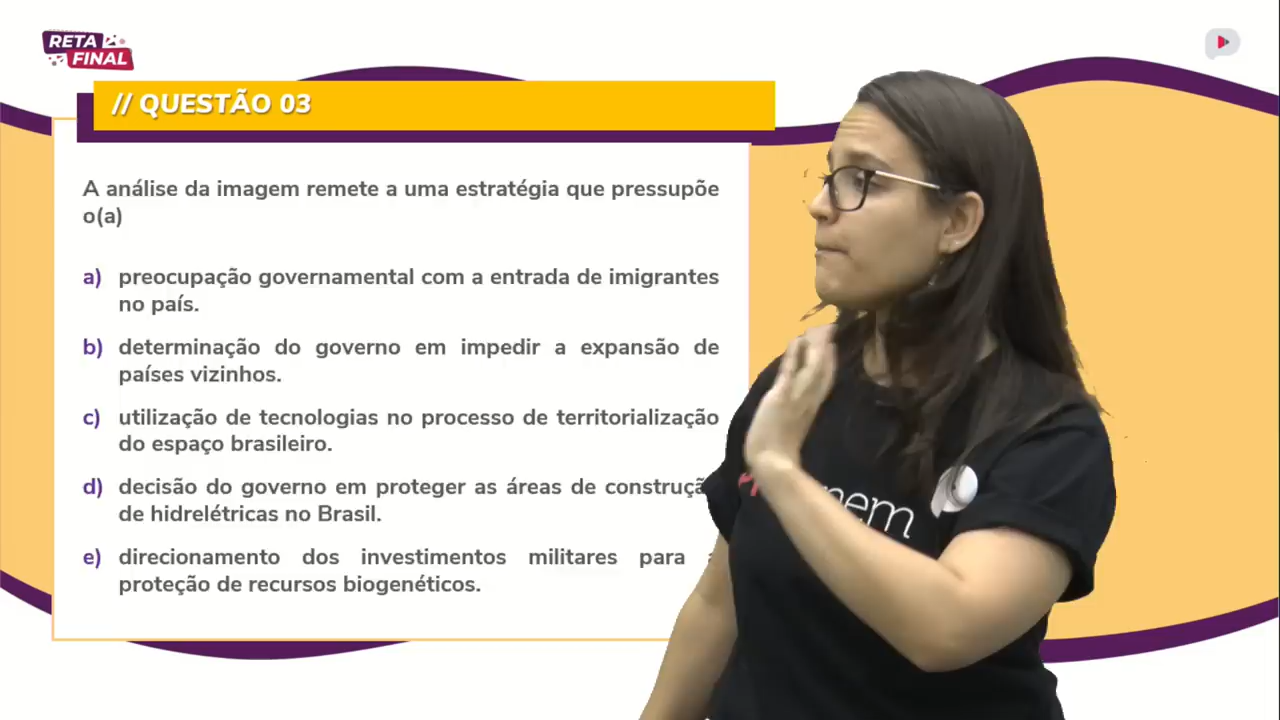 RETA
FINAL
// QUESTÃO 03
A análise da imagem remete a uma estratégia que pressupõe
o(a)
a) preocupação governamental com a entrada de imigrantes
no país.
b) determinação do governo em impedir a expansão de
países vizinhos.
c) utilização de tecnologias no processo de territorialização
do espaço brasileiro.
d) decisão do governo em proteger as áreas de construção
de hidrelétricas no Brasil.
e) direcionamento dos investimentos militares para a
proteção de recursos biogenéticos.